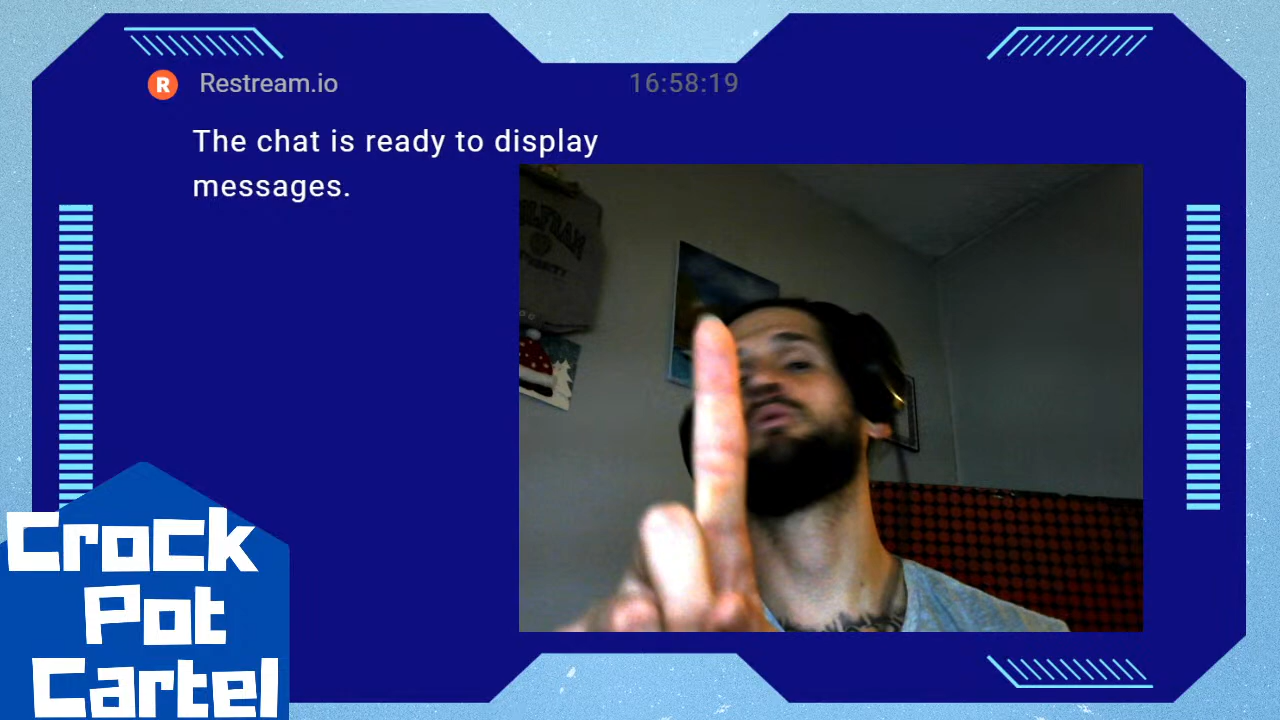 R Restream.io 16:58:19
The chat is ready to display
messages.
Crock
Pot
Cartel